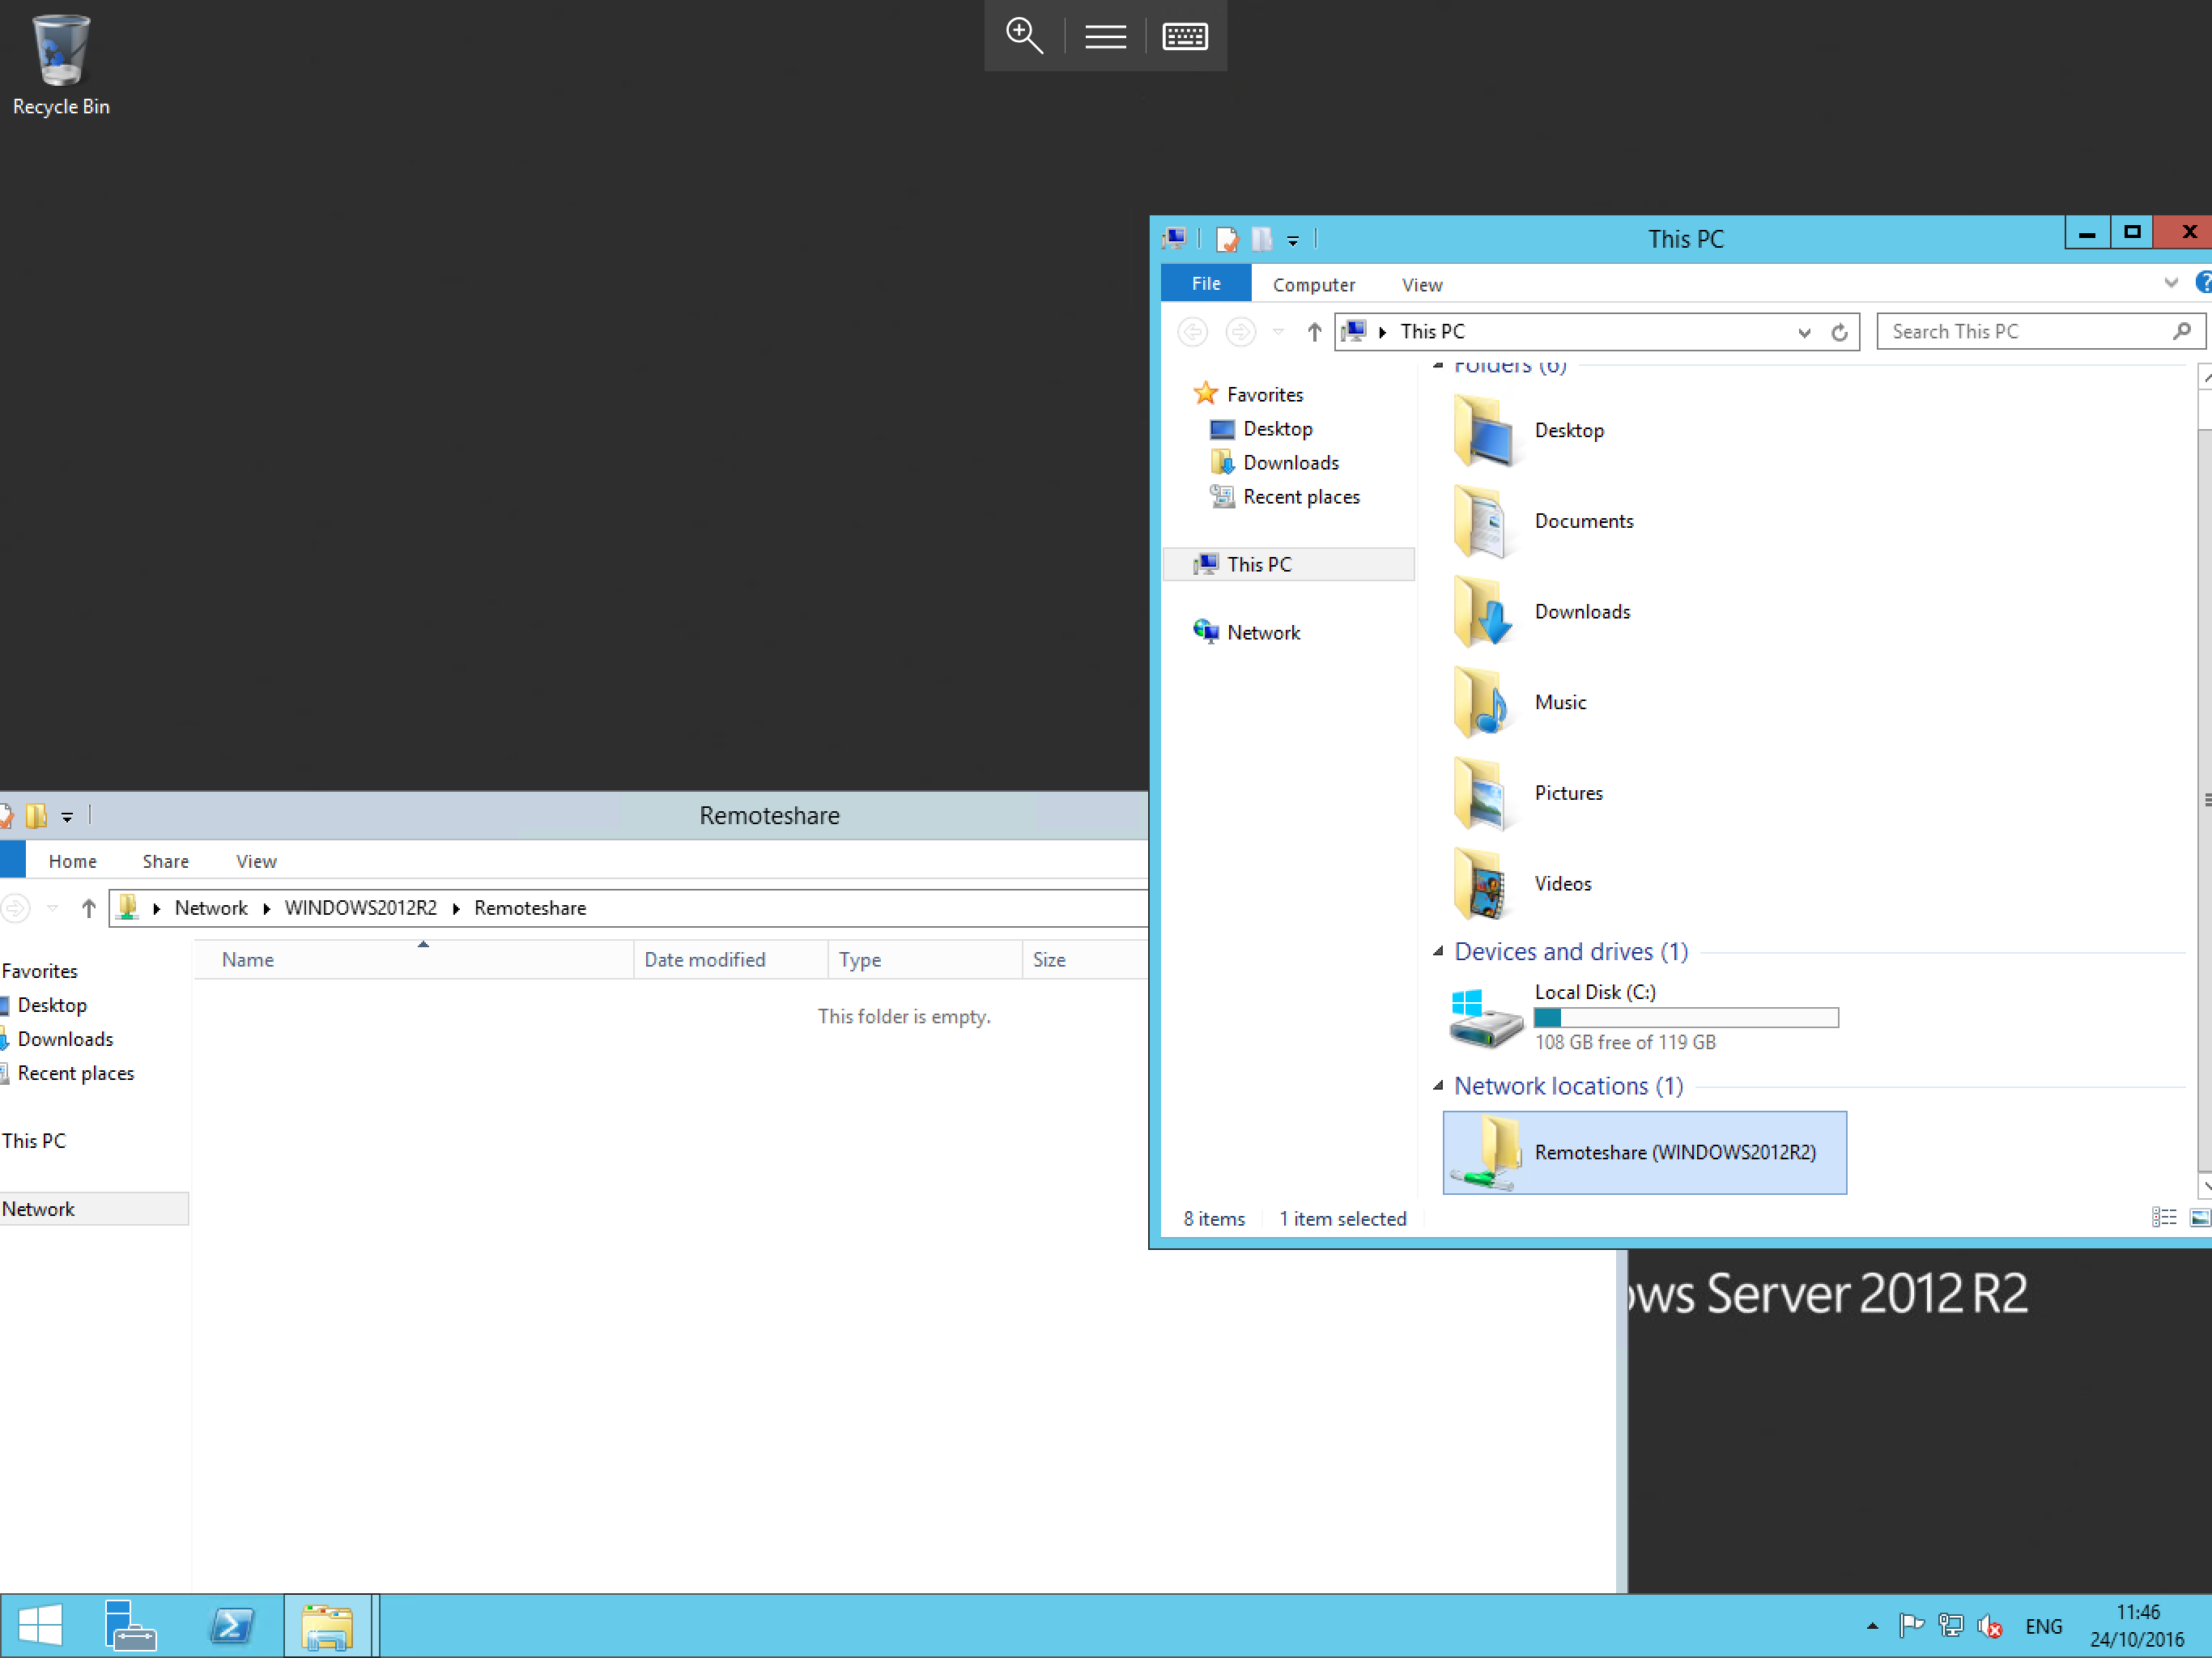 Recycle Bin
This PC
File
Computer
View
This PC
Search This PC
Folders (6)
Favorites
Desktop
Downloads
Recent places
This PC
Network
Desktop
Documents
Downloads
Music
Pictures
Videos
Devices and drives (1)
Local Disk (C:)
108 GB free of 119 GB
Network locations (1)
Remoteshare (WINDOWS2012R2)
8 items
1 item selected
Remoteshare
Home
Share
View
Network
WINDOWS2012R2
Remoteshare
Name
Date modified
Type
Size
This folder is empty.
Favorites
Desktop
Downloads
Recent places
This PC
Network
ows Server 2012 R2
ENG
11:46
24/10/2016